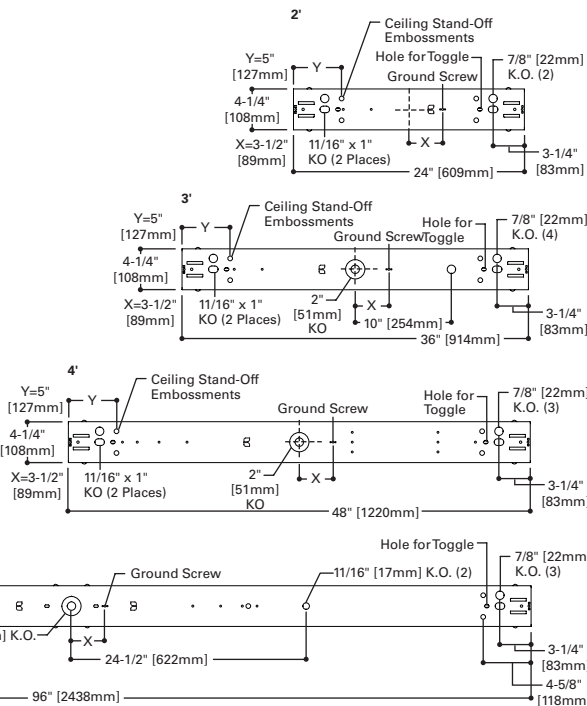 2'
Ceiling Stand-Off
Embossments
Y=5"
[127mm]
Y
Hole for Toggle
Ground Screw
7/8" [22mm]
K.O. (2)
4-1/4"
[108mm]
X=3-1/2"
[89mm]
11/16" x 1"
KO (2 Places)
X
3-1/4"
[83mm]
24" [609mm]
3'
Ceiling Stand-Off
Embossments
Y=5"
[127mm]
Y
Ground Screw
Hole for
Toggle
7/8" [22mm]
K.O. (4)
4-1/4"
[108mm]
X=3-1/2"
[89mm]
11/16" x 1"
KO (2 Places)
2"
[51mm]
KO
X
10" [254mm]
3-1/4"
[83mm]
36" [914mm]
4'
Ceiling Stand-Off
Embossments
Y=5"
[127mm]
Y
Ground Screw
Hole for
Toggle
7/8" [22mm]
K.O. (3)
4-1/4"
[108mm]
X=3-1/2"
[89mm]
11/16" x 1"
KO (2 Places)
2"
[51mm]
KO
X
3-1/4"
[83mm]
48" [1220mm]
Hole for Toggle
Ground Screw
11/16" [17mm] K.O. (2)
7/8" [22mm
K.O. (3)
] K.O.
X
24-1/2" [622mm]
3-1/4"
[83mm]
4-5/8"
[118mm
96" [2438mm]